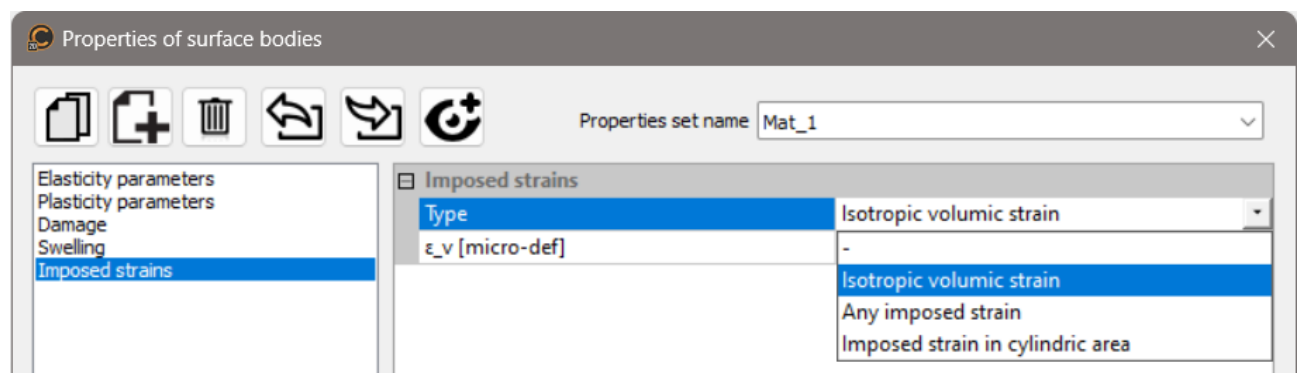 2D
Properties of surface bodies
Properties set name Mat_1
Elasticity parameters
Plasticity parameters
Damage
Swelling
Imposed strains
Imposed strains
Type Isotropic volumic strain
ε_v [micro-def]
-
Isotropic volumic strain
Any imposed strain
Imposed strain in cylindric area